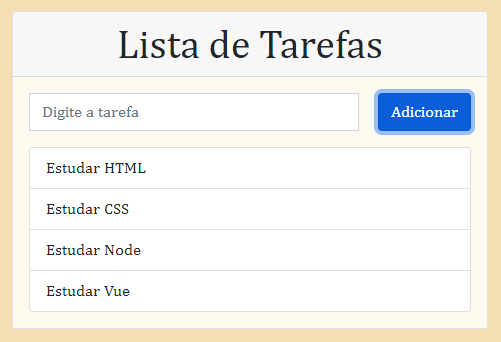 Lista de Tarefas
Digite a tarefa
Adicionar
Estudar HTML
Estudar CSS
Estudar Node
Estudar Vue